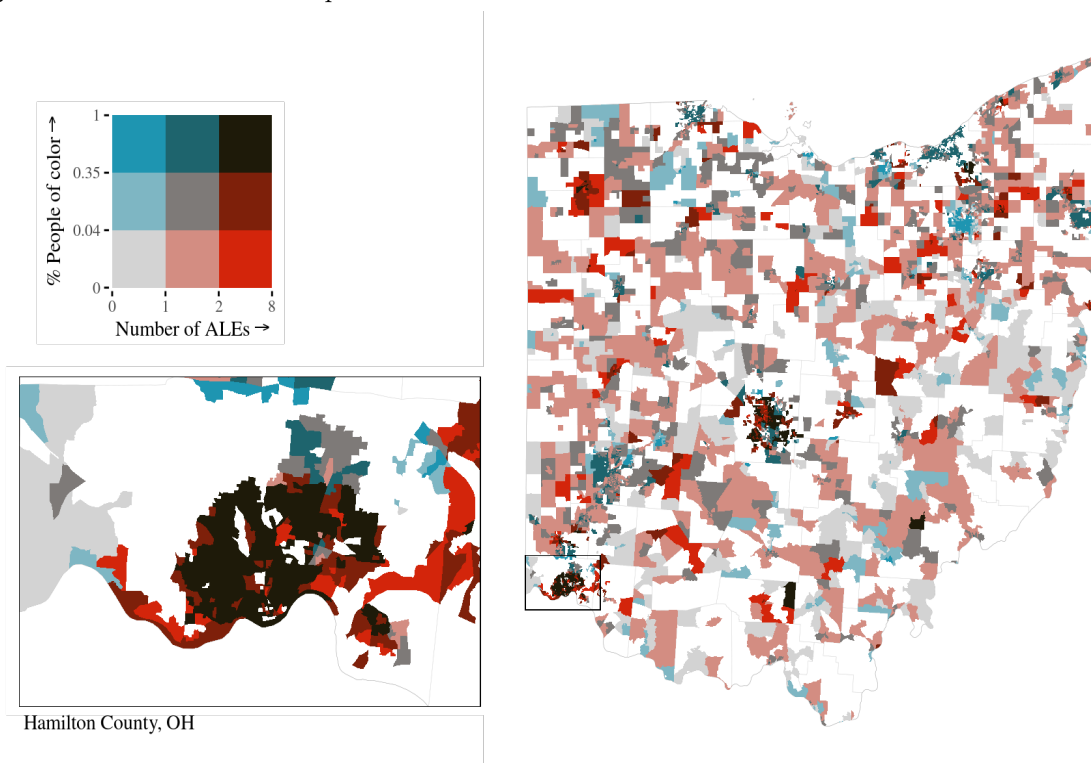 1
0.35
0.04
0
0 1 2 8
% People of color →
Number of ALEs →
Hamilton County, OH